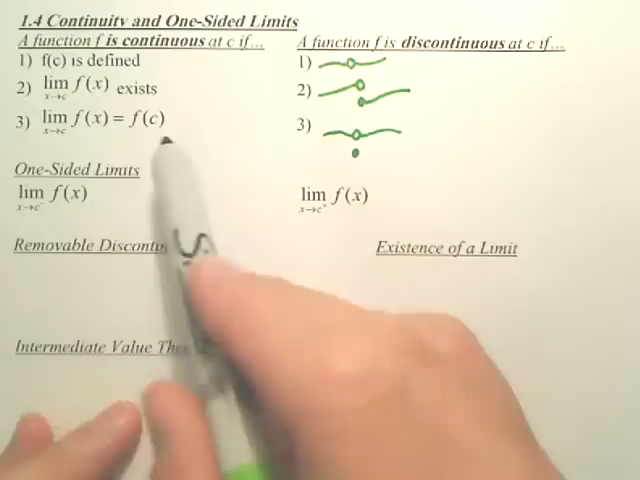 1.4 Continuity and One-Sided Limits
A function f is continuous at c if...
1) f(c) is defined
2) lim f(x) exists
x→c
3) lim f(x) = f(c)
x→c
A function f is discontinuous at c if...
1)
2)
3)
One-Sided Limits
lim f(x)
x→c⁻
lim f(x)
x→c⁺
Removable
Existence of a Limit
Intermediate Value